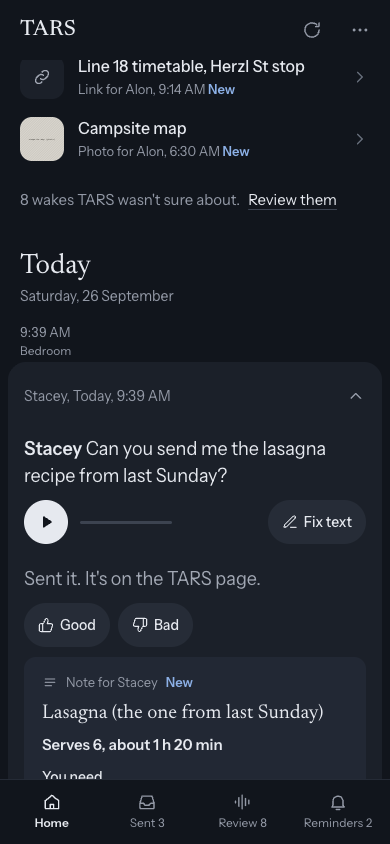 TARS
Line 18 timetable, Herzl St stop
Link for Alon, 9:14 AM New
Campsite map
Photo for Alon, 6:30 AM New
8 wakes TARS wasn't sure about. Review them
Today
Saturday, 26 September
9:39 AM
Bedroom
Stacey, Today, 9:39 AM
Stacey Can you send me the lasagna
recipe from last Sunday?
Fix text
Sent it. It's on the TARS page.
Good
Bad
Note for Stacey New
Lasagna (the one from last Sunday)
Serves 6, about 1 h 20 min
You need
Home
Sent 3
Review 8
Reminders 2